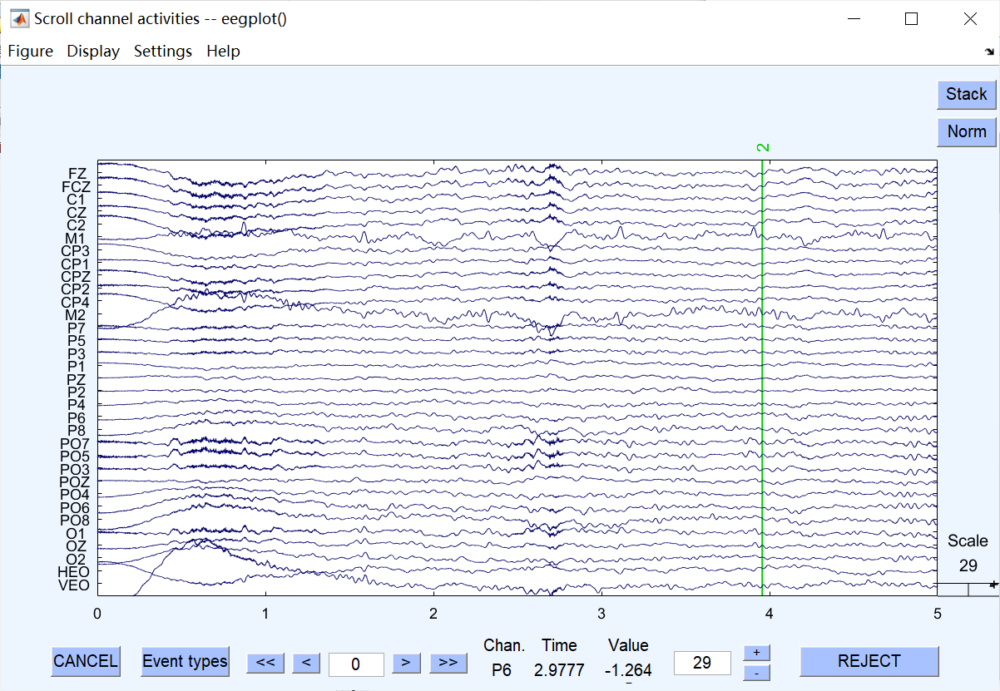 Scroll channel activities -- eegplot()
Figure Display Settings Help
Stack
Norm
2
FZ
FCZ
C1
CZ
C2
M1
CP3
CP1
CPZ
CP2
CP4
M2
P7
P5
P3
P1
PZ
P2
P4
P6
P8
PO7
PO5
PO3
POZ
PO4
PO6
PO8
O1
OZ
O2
HEO
VEO
Scale
29
0 1 2 3 4 5
Chan. Time Value
CANCEL Event types << < 0 > >> P6 2.9777 -1.264 29 + - REJECT